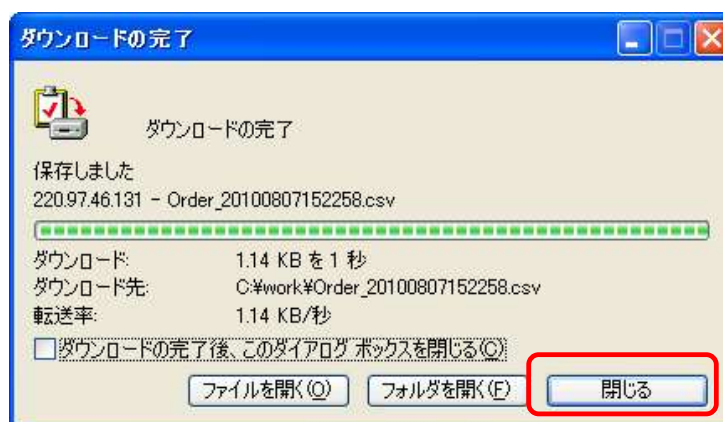 ダウンロードの完了
ダウンロードの完了
保存しました
220.97.46.131 - Order_20100807152258.csv
ダウンロード: 1.14 KB を 1 秒
ダウンロード先: C:¥work¥Order_20100807152258.csv
転送率: 1.14 KB/秒
ダウンロードの完了後、このダイアログ ボックスを閉じる(C)
ファイルを開く(O) フォルダを開く(F) 閉じる